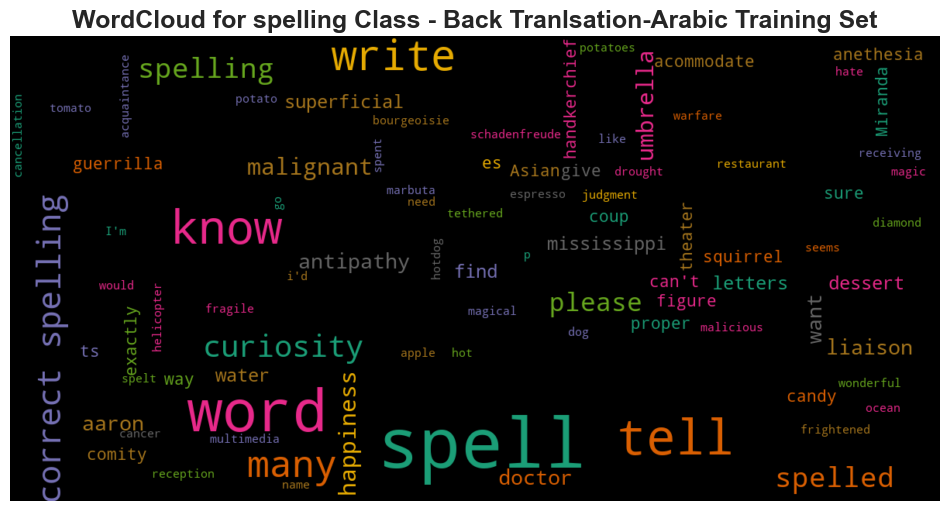 WordCloud for spelling Class - Back Tranlsation-Arabic Training Set
write
potatoes
anethesia
spelling
acquaintance
handkerchief
umbrella
acommodate
hate
Miranda
cancellation
tomato
potato
superficial
bourgeoisie
warfare
schadenfreude
like
receiving
guerrilla
malignant
spent
es
Asian
give
drought
restaurant
magic
correct spelling
go
marbuta
need
espresso
judgment
sure
know
tethered
coup
theater
diamond
I'm
antipathy
hotdog
p
mississippi
squirrel
seems
i'd
find
can't
letters
dessert
would
helicopter
fragile
magical
please
figure
want
exactly
dog
proper
malicious
ts
curiosity
apple
hot
liaison
spelt
way
water
happiness
wonderful
word
candy
ocean
aaron
cancer
multimedia
spell
tell
frightened
comity
reception
many
name
doctor
spelled